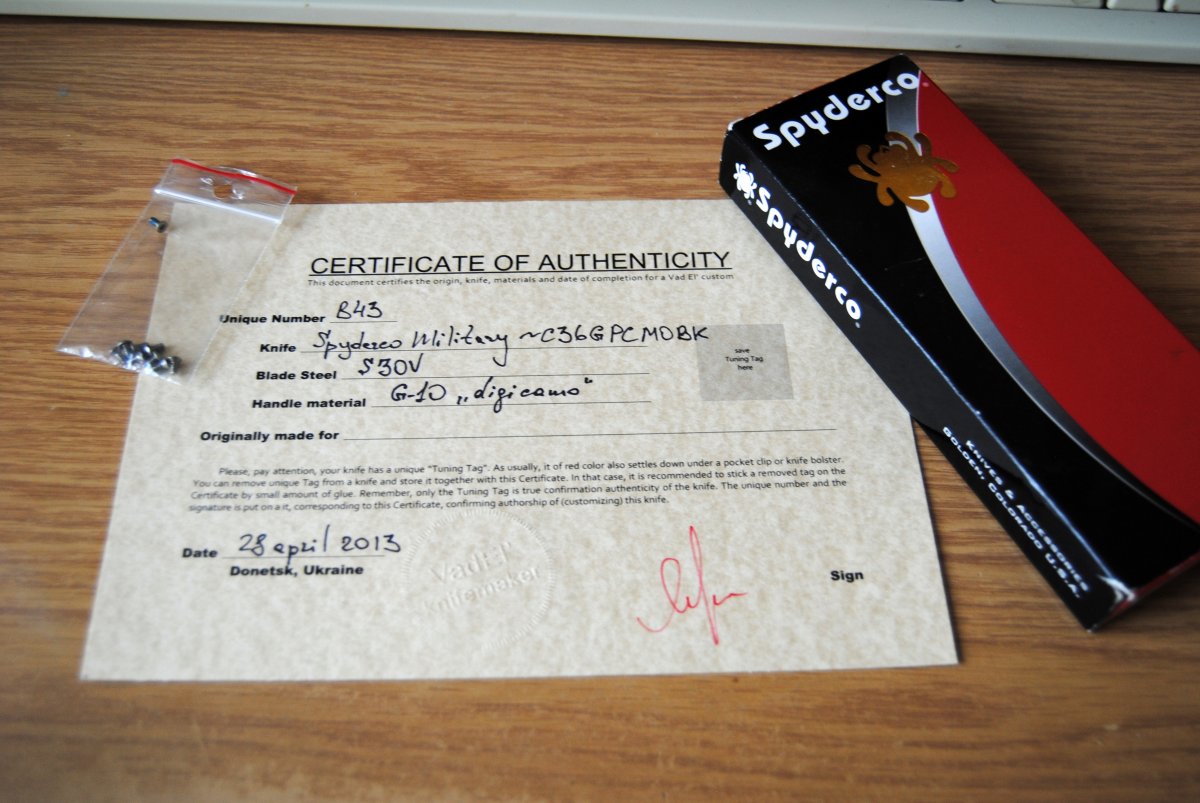 CERTIFICATE OF AUTHENTICITY
This document certifies the origin, knife, materials and date of completion for a Vad El' custom
Unique Number 843
Knife Spyderco Military ~C36GPCMOBK
Blade Steel S30V
Handle material G-10 „digicamo“
save
Tuning Tag
here
Originally made for
Please, pay attention, your knife has a unique "Tuning Tag". As usually, it of red color also settles down under a pocket clip or knife bolster.
You can remove unique Tag from a knife and store it together with this Certificate. In that case, it is recommended to stick a removed tag on the
Certificate by small amount of glue. Remember, only the Tuning Tag is true confirmation authenticity of the knife. The unique number and the
signature is put on a it, corresponding to this Certificate, confirming authorship of (customizing) this knife.
Date 28 april 2013
Donetsk, Ukraine
Sign
knifemaker
Spyderco
Spyderco
KNIVES & ACCESSORIES
GOLDEN, COLORADO U.S.A.